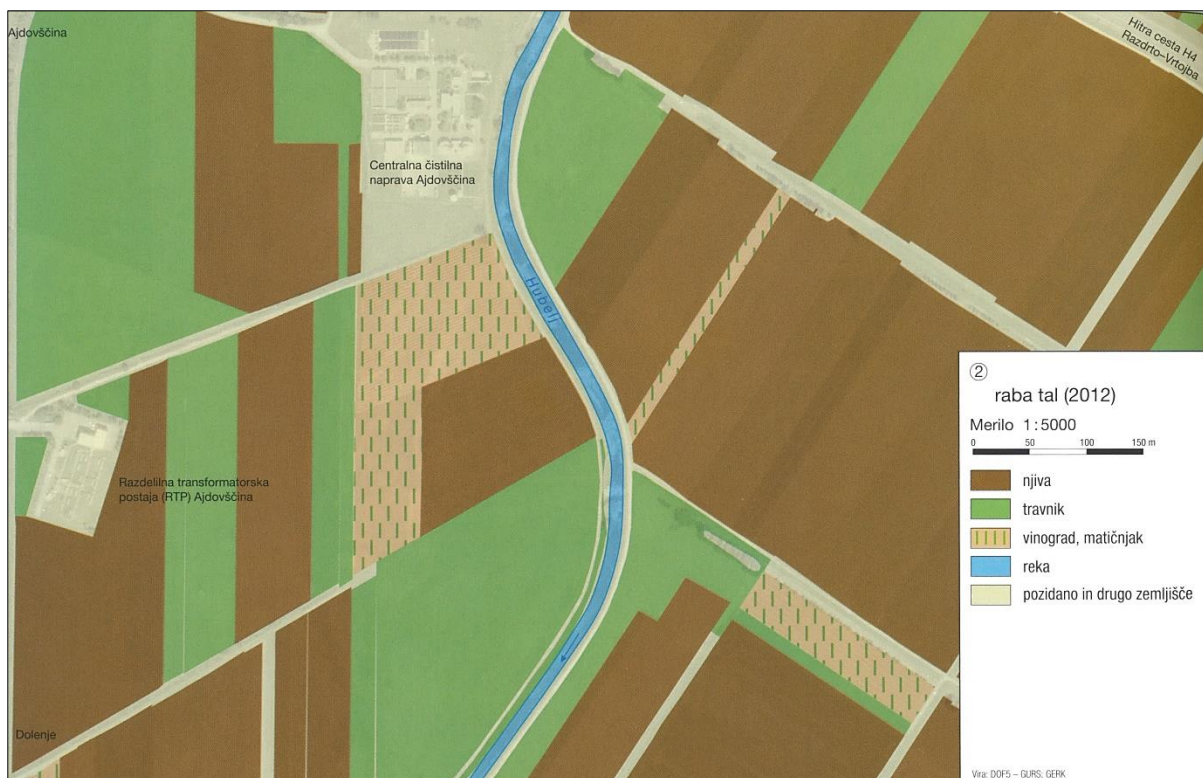 Ajdovščina
Hitra cesta H4
Razdrto–Vrtojba
Centralna čistilna
naprava Ajdovščina
Hubelj
Razdelilna transformatorska
postaja (RTP) Ajdovščina
Dolenje
②
raba tal (2012)
Merilo 1:5000
0 50 100 150 m
njiva
travnik
vinograd, matičnjak
reka
pozidano in drugo zemljišče
Vira: DOF5 – GURS; GERK